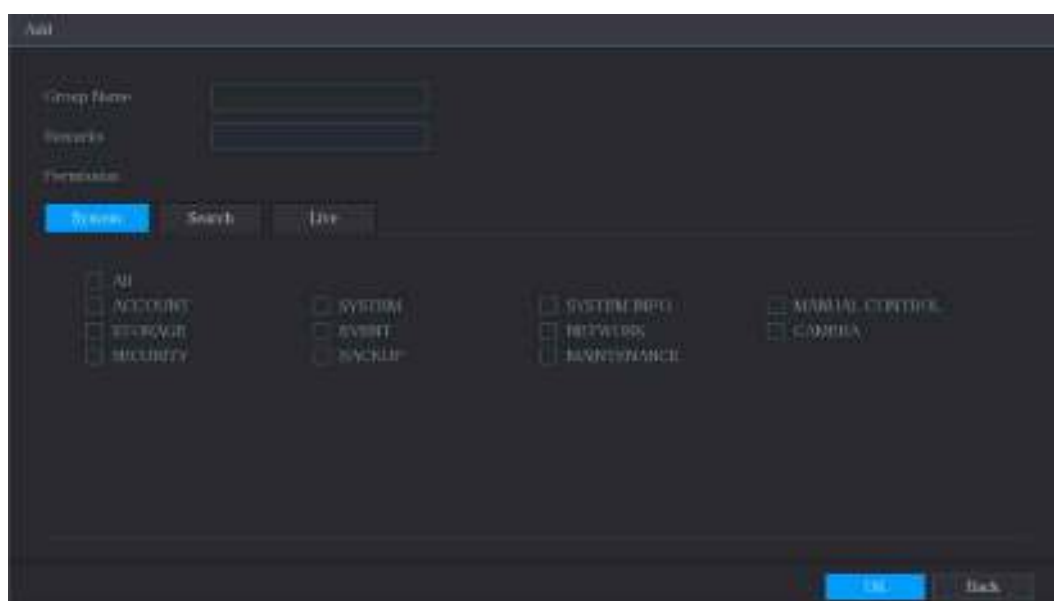 Add
Group Name
Remarks
Permission
System Search Live
All
ACCOUNT SYSTEM SYSTEM INFO MANUAL CONTROL
STORAGE EVENT NETWORK CAMERA
SECURITY BACKUP MAINTENANCE
OK Back